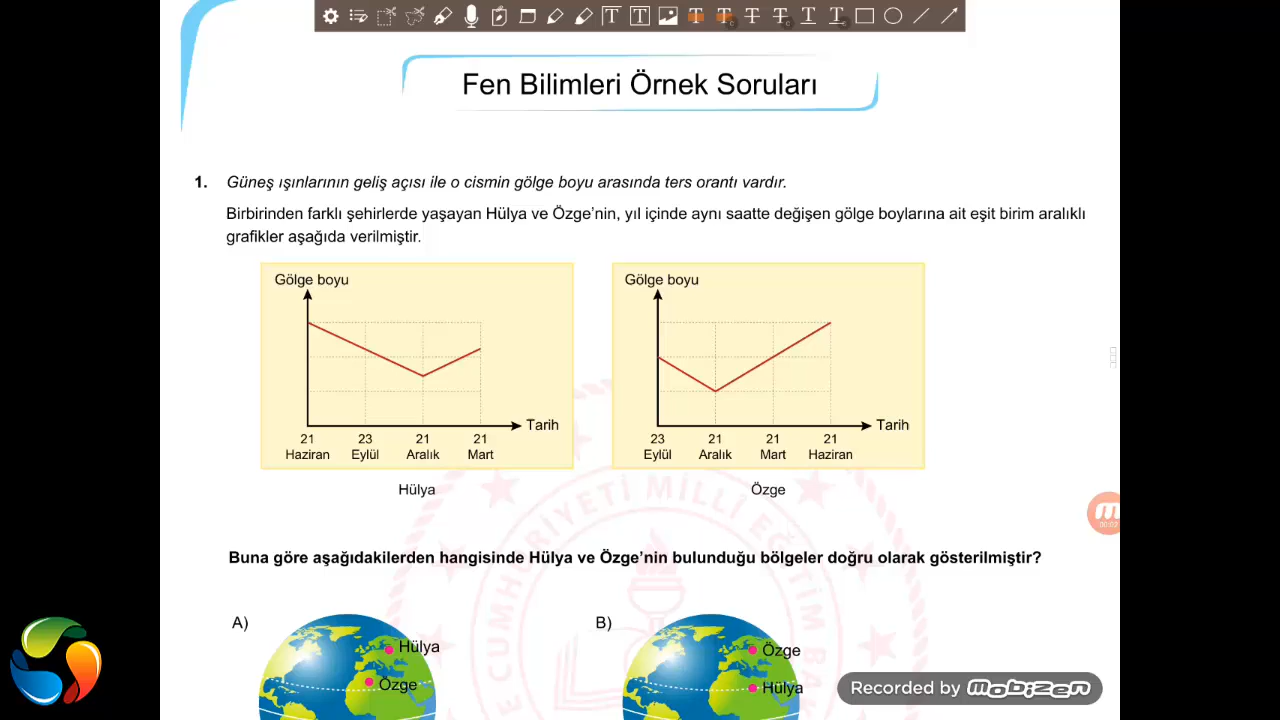 Fen Bilimleri Örnek Soruları
1. Güneş ışınlarının geliş açısı ile o cismin gölge boyu arasında ters orantı vardır.
Birbirinden farklı şehirlerde yaşayan Hülya ve Özge’nin, yıl içinde aynı saatte değişen gölge boylarına ait eşit birim aralıklı
grafikler aşağıda verilmiştir.
Gölge boyu
Tarih
21 Haziran
23 Eylül
21 Aralık
21 Mart
Hülya
Gölge boyu
Tarih
23 Eylül
21 Aralık
21 Mart
21 Haziran
Özge
Buna göre aşağıdakilerden hangisinde Hülya ve Özge’nin bulunduğu bölgeler doğru olarak gösterilmiştir?
A)
Hülya
Özge
B)
Özge
Hülya
00:02
Recorded by mobizen